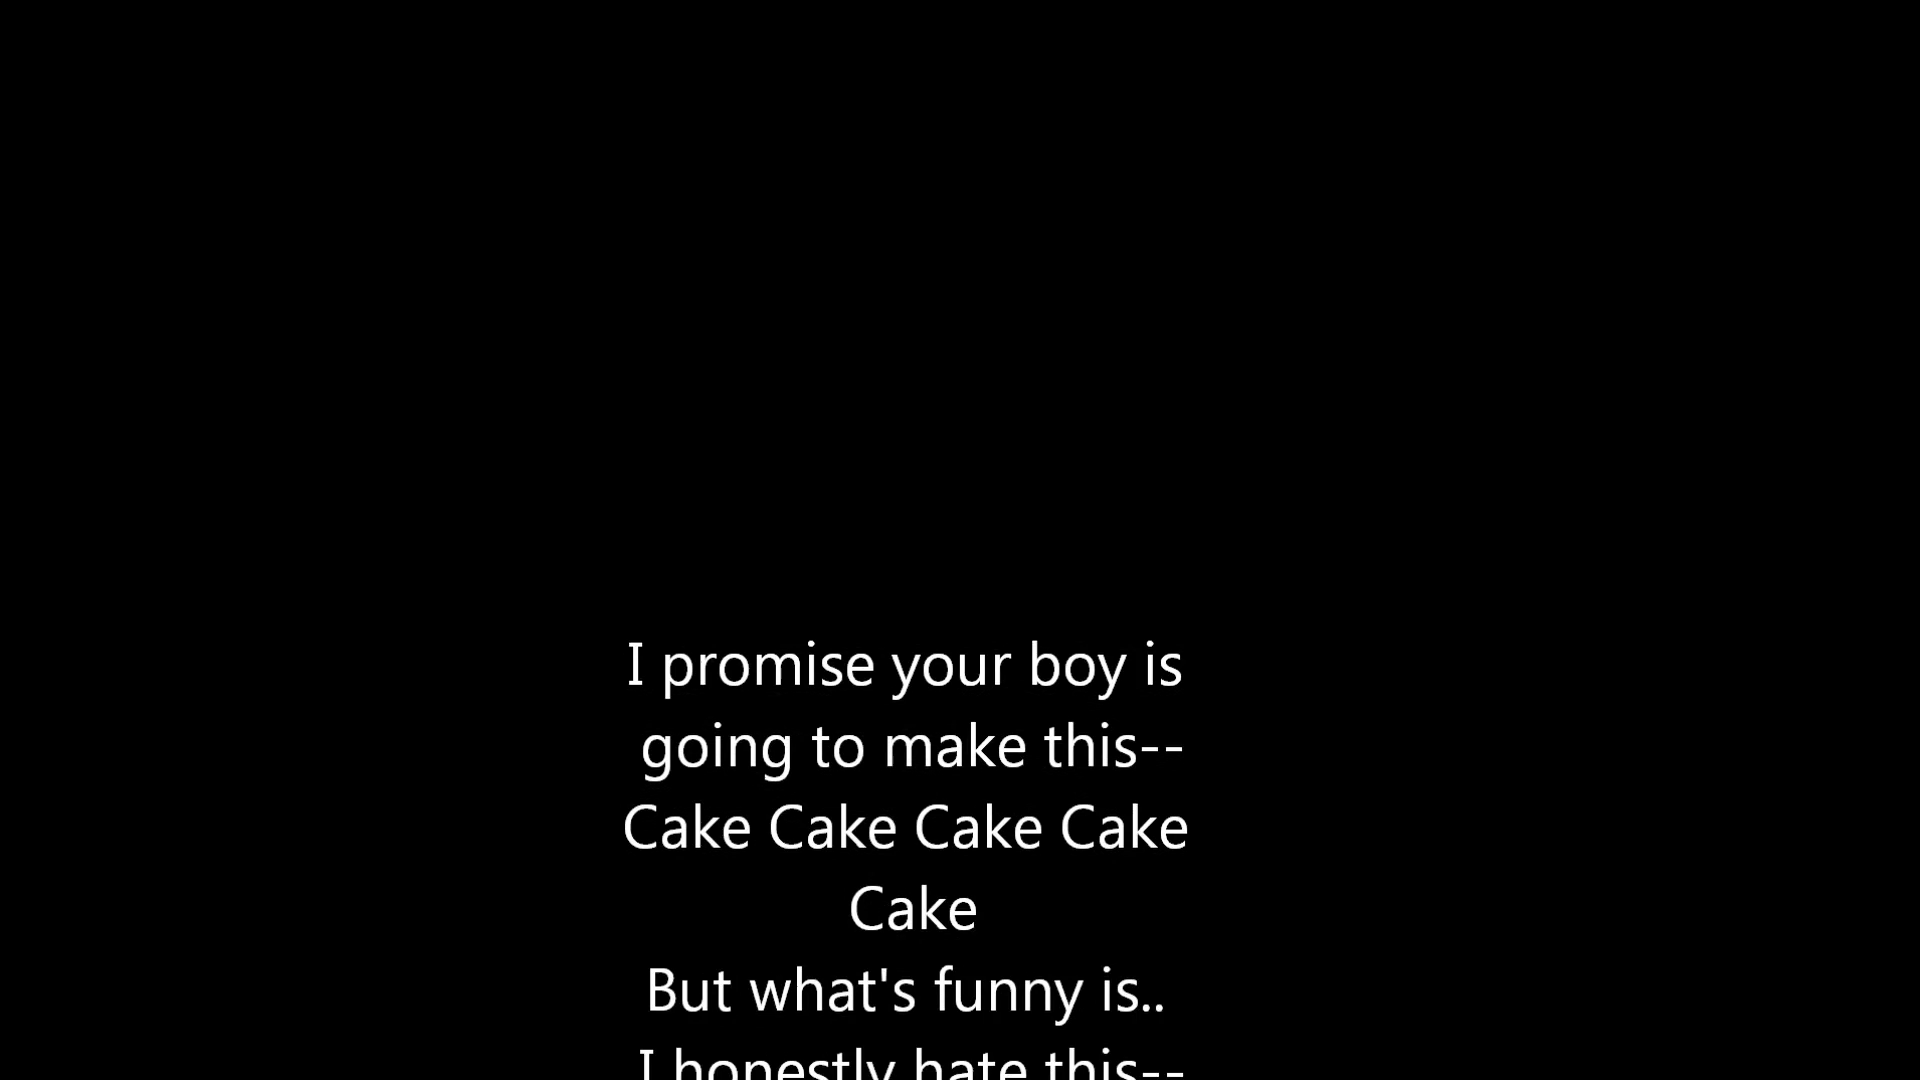 I promise your boy is
going to make this--
Cake Cake Cake Cake
Cake
But what's funny is..
I honestly hate this--